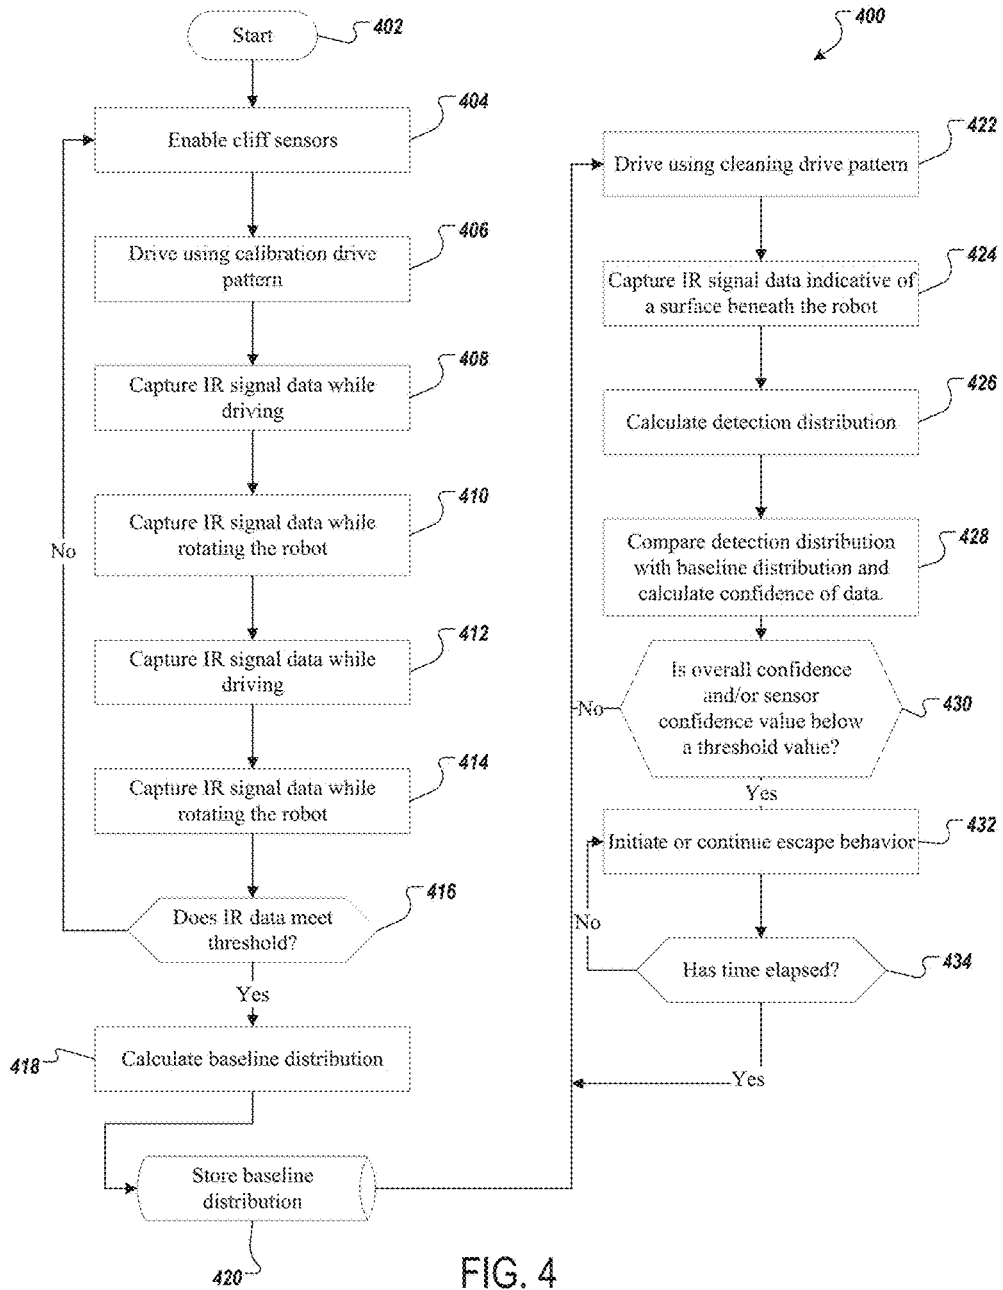 Start
402
400
404
Enable cliff sensors
406
Drive using calibration drive
pattern
408
Capture IR signal data while
driving
410
Capture IR signal data while
rotating the robot
No
412
Capture IR signal data while
driving
414
Capture IR signal data while
rotating the robot
416
Does IR data meet
threshold?
Yes
418
Calculate baseline distribution
Store baseline
distribution
420
422
Drive using cleaning drive pattern
424
Capture IR signal data indicative of
a surface beneath the robot
426
Calculate detection distribution
428
Compare detection distribution
with baseline distribution and
calculate confidence of data.
Is overall confidence
and/or sensor
confidence value below
a threshold value?
430
No
Yes
432
Initiate or continue escape behavior
No
Has time elapsed?
434
Yes
FIG. 4